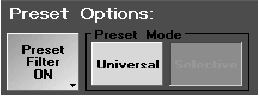 Preset Options:
Preset Mode
Preset
Filter
ON
Universal
Selective